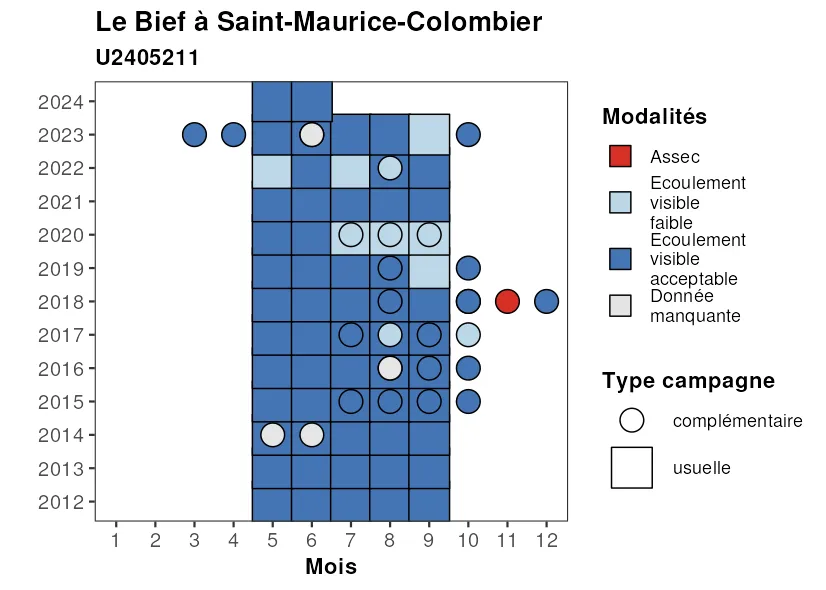 Le Bief à Saint-Maurice-Colombier
U2405211
2024
2023
2022
2021
2020
2019
2018
2017
2016
2015
2014
2013
2012
1 2 3 4 5 6 7 8 9 10 11 12
Mois
Modalités
Assec
Ecoulement
visible
faible
Ecoulement
visible
acceptable
Donnée
manquante
Type campagne
complémentaire
usuelle